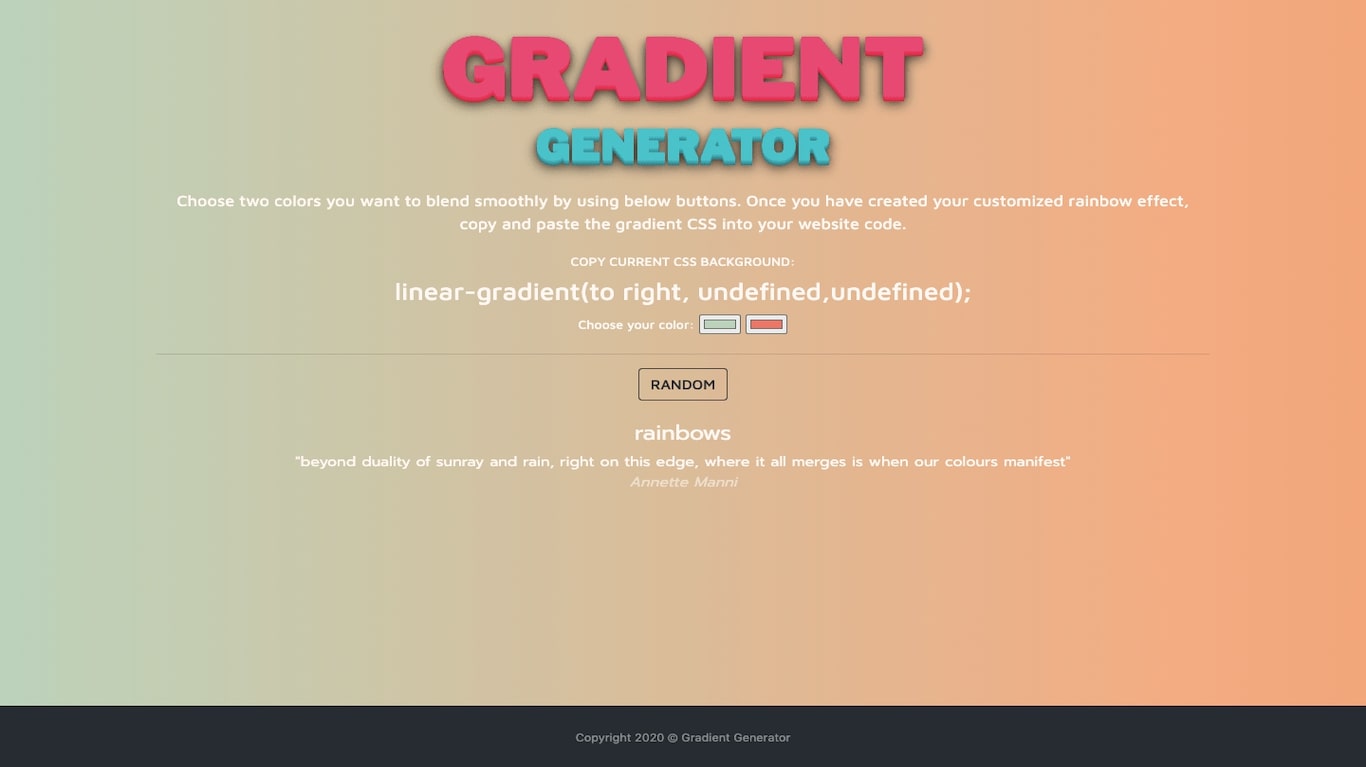 GRADIENT
GENERATOR
Choose two colors you want to blend smoothly by using below buttons. Once you have created your customized rainbow effect,
copy and paste the gradient CSS into your website code.
COPY CURRENT CSS BACKGROUND:
linear-gradient(to right, undefined,undefined);
Choose your color:
RANDOM
rainbows
"beyond duality of sunray and rain, right on this edge, where it all merges is when our colours manifest"
Annette Manni
Copyright 2020 © Gradient Generator